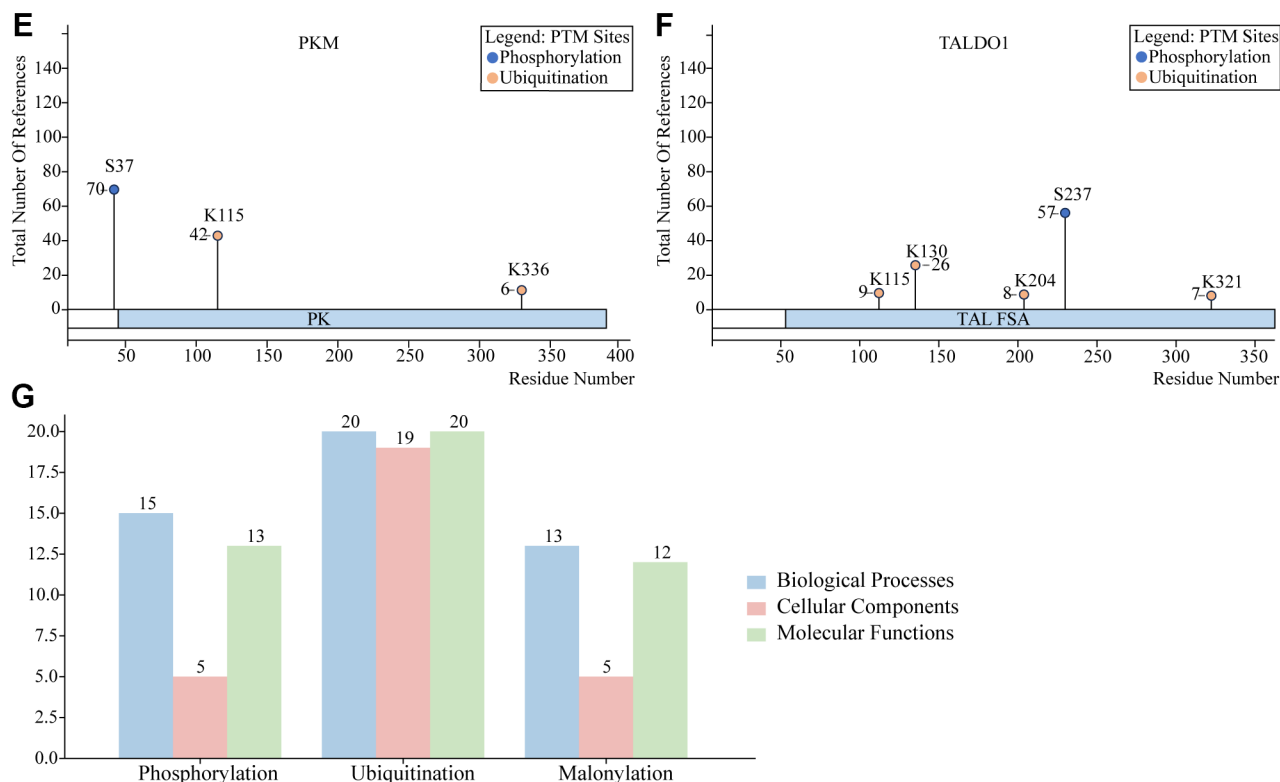 E
PKM
Legend: PTM Sites
Phosphorylation
Ubiquitination
Total Number Of References
140
120
100
80
60
40
20
0
S37
70
K115
42
K336
6
PK
50
100
150
200
250
300
350
400
Residue Number
F
TALDO1
Legend: PTM Sites
Phosphorylation
Ubiquitination
Total Number Of References
140
120
100
80
60
40
20
0
K115
9
K130
26
K204
8
S237
57
K321
7
TAL FSA
50
100
150
200
250
300
350
Residue Number
G
20.0
17.5
15.0
12.5
10.0
7.5
5.0
2.5
0.0
15
5
13
20
19
20
13
5
12
Phosphorylation
Ubiquitination
Malonylation
Biological Processes
Cellular Components
Molecular Functions